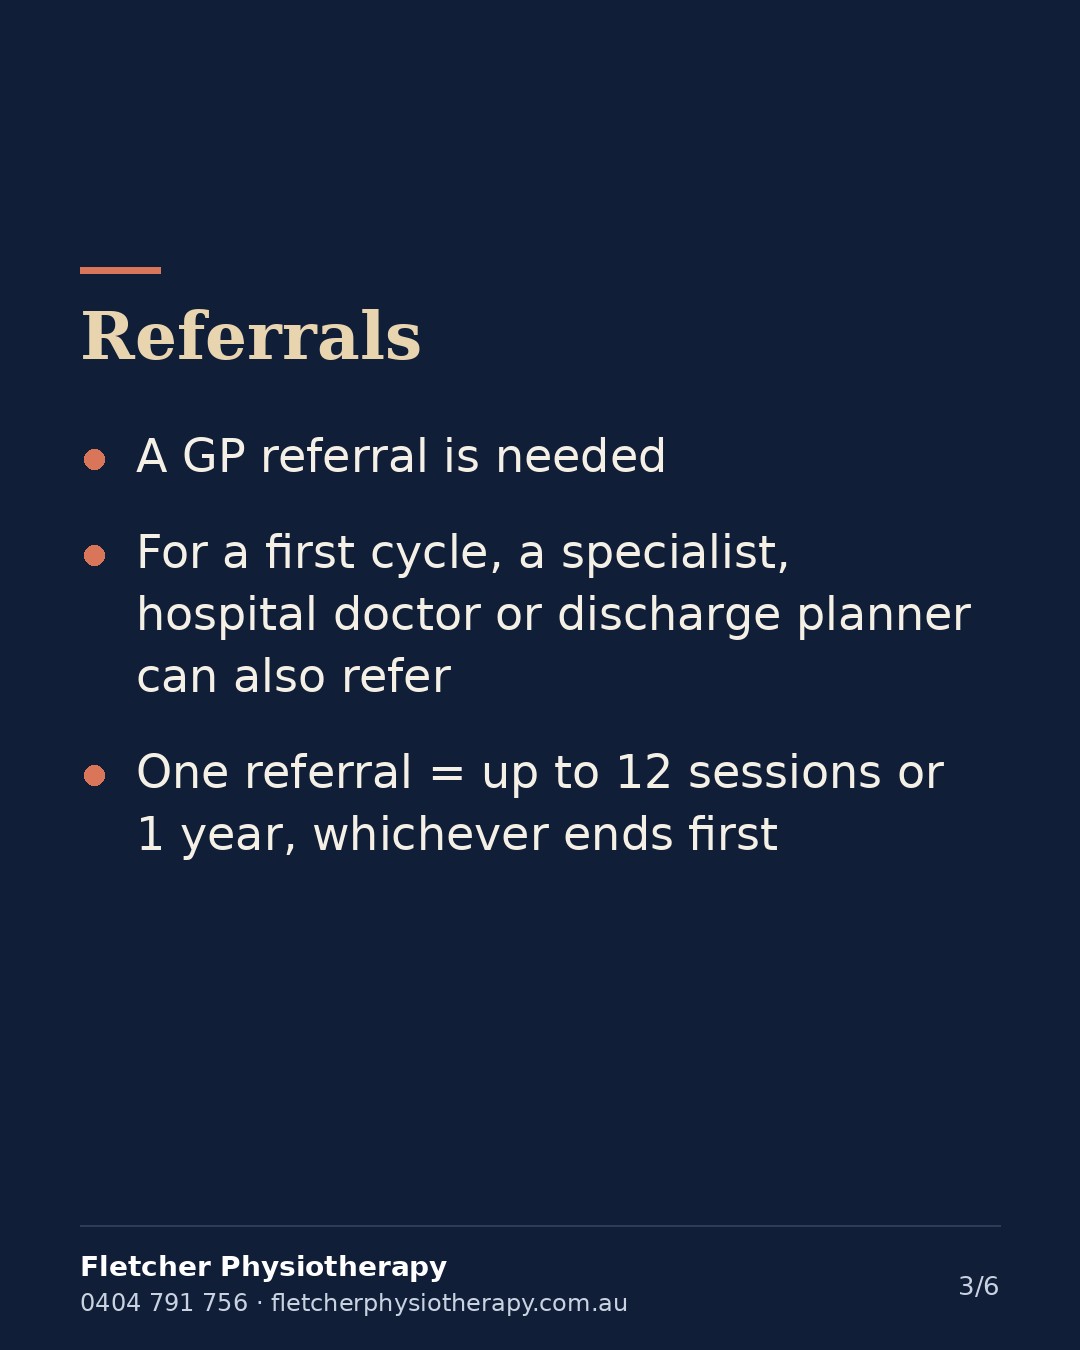 Referrals
• A GP referral is needed
• For a first cycle, a specialist,
hospital doctor or discharge planner
can also refer
• One referral = up to 12 sessions or
1 year, whichever ends first
Fletcher Physiotherapy
0404 791 756 · fletcherphysiotherapy.com.au
3/6